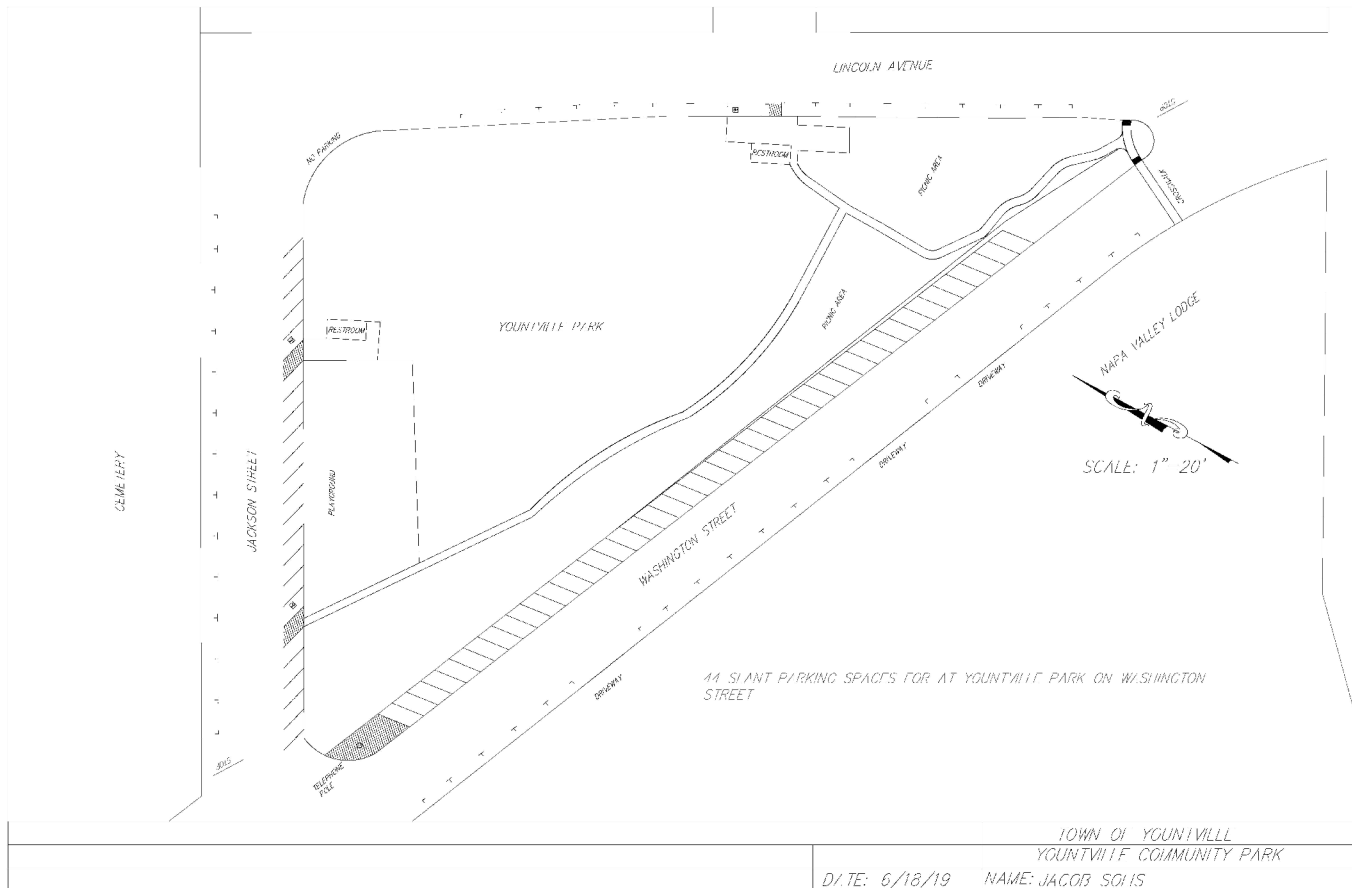 LINCOLN AVENUE
STOP
NO PARKING
RESTROOM
PICNIC AREA
CROSSWALK
RESTROOM
YOUNTVILLE PARK
PICNIC AREA
NAPA VALLEY LODGE
DRIVEWAY
SCALE: 1" 20'
CEMETERY
JACKSON STREET
PLAYGROUND
DRIVEWAY
WASHINGTON STREET
44 SLANT PARKING SPACES FOR AT YOUNTVILLE PARK ON WASHINGTON
STREET
DRIVEWAY
STOP
TELEPHONE
POLE
TOWN OF YOUNTVILLE
YOUNTVILLE COMMUNITY PARK
DATE: 6/18/19 NAME: JACOB SOLIS